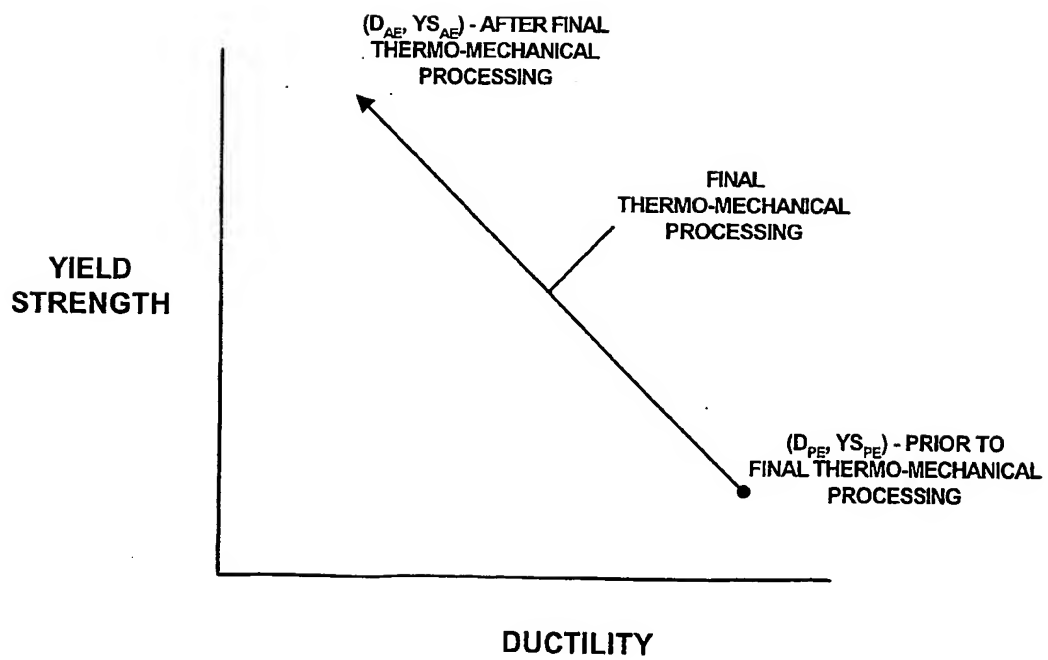 (D_AE, YS_AE) - AFTER FINAL
THERMO-MECHANICAL
PROCESSING
FINAL
THERMO-MECHANICAL
PROCESSING
YIELD
STRENGTH
(D_PE, YS_PE) - PRIOR TO
FINAL THERMO-MECHANICAL
PROCESSING
DUCTILITY